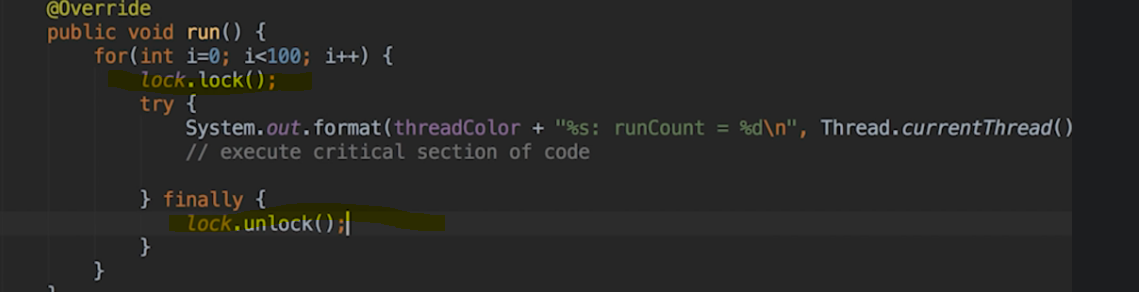 @Override
public void run() {
for(int i=0; i<100; i++) {
lock.lock();
try {
System.out.format(threadColor + "%s: runCount = %d\n", Thread.currentThread()
// execute critical section of code
} finally {
lock.unlock();
}
}